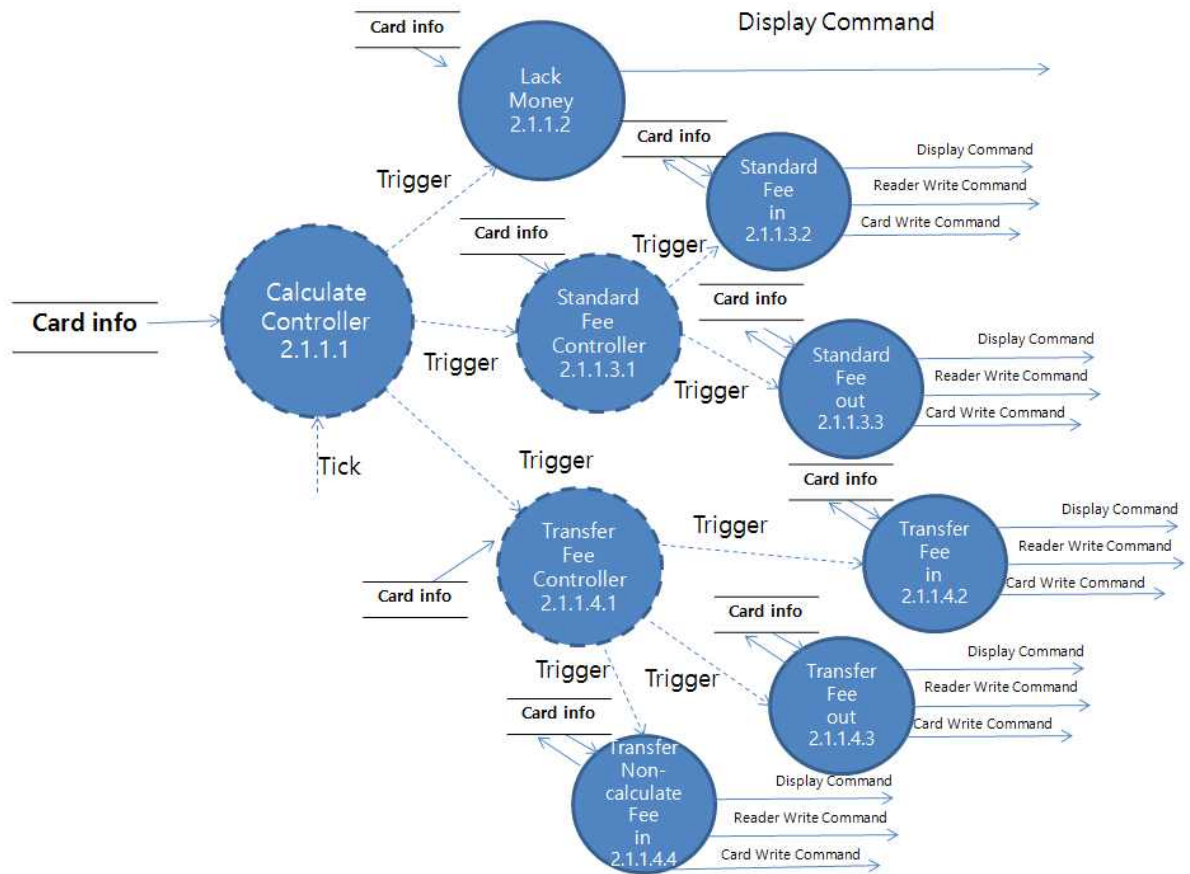 Card info
Display Command
Lack
Money
2.1.1.2
Card info
Standard
Fee
in
2.1.1.3.2
Display Command
Reader Write Command
Card Write Command
Trigger
Card info
Trigger
Calculate
Controller
2.1.1.1
Card info
Standard
Fee
Controller
2.1.1.3.1
Card info
Trigger
Trigger
Standard
Fee
out
2.1.1.3.3
Display Command
Reader Write Command
Card Write Command
Tick
Trigger
Card info
Transfer
Fee
Controller
2.1.1.4.1
Card info
Trigger
Transfer
Fee
in
2.1.1.4.2
Display Command
Reader Write Command
Card Write Command
Card info
Trigger
Trigger
Transfer
Fee
out
2.1.1.4.3
Display Command
Reader Write Command
Card Write Command
Card info
Transfer
Non-
calculate
Fee
in
2.1.1.4.4
Display Command
Reader Write Command
Card Write Command